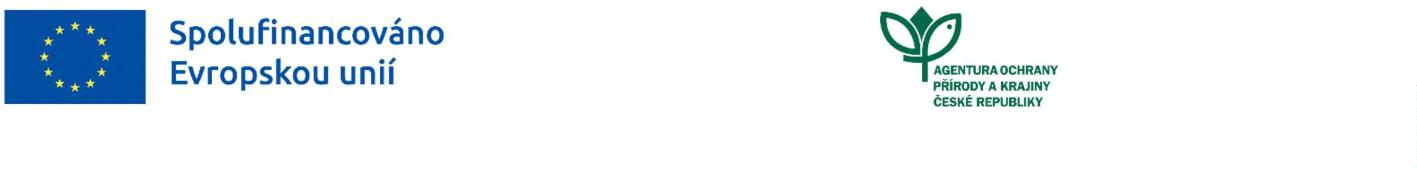 Spolufinancováno
Evropskou unií
AGENTURA OCHRANY
PŘÍRODY A KRAJINY
ČESKÉ REPUBLIKY